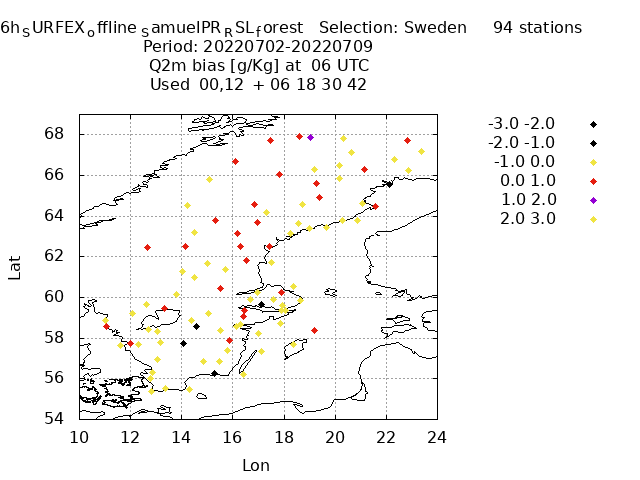 6h_SURFEX_offline_SamuelPR_RSL_forest   Selection: Sweden     94 stations
Period: 20220702-20220709
Q2m bias [g/Kg] at  06 UTC
Used  00,12  + 06 18 30 42
68
66
64
62
60
58
56
54
10 12 14 16 18 20 22 24
Lat
Lon
-3.0 -2.0
-2.0 -1.0
-1.0 0.0
0.0 1.0
1.0 2.0
2.0 3.0